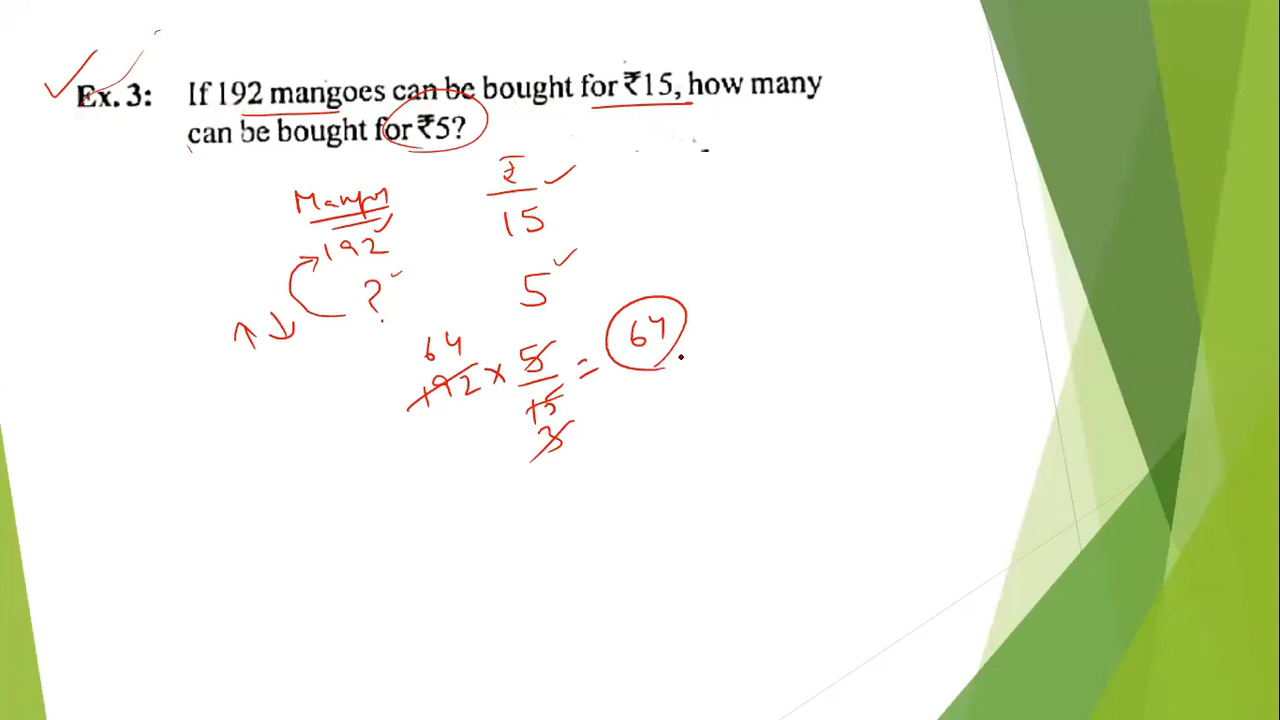 Ex. 3: If 192 mangoes can be bought for ₹15, how many
can be bought for ₹5?
₹
192 15
? 5
64
192 × 5 = 64
15
3